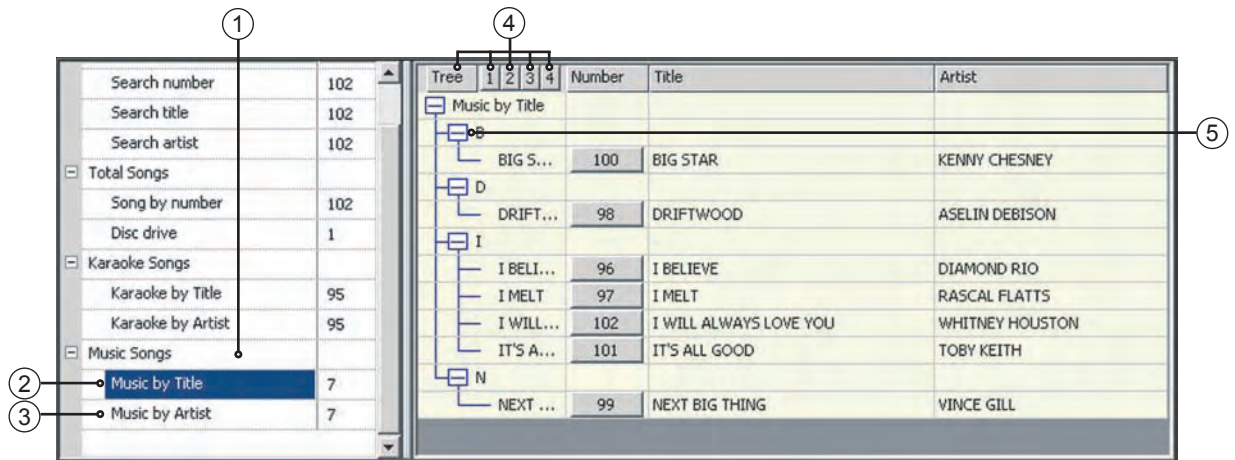 1 4
Search number 102
Search title 102
Search artist 102
Total Songs
Song by number 102
Disc drive 1
Karaoke Songs
Karaoke by Title 95
Karaoke by Artist 95
Music Songs
2 Music by Title 7
3 Music by Artist 7
Tree 1 2 3 4 Number Title Artist
Music by Title
B 5
BIG S... 100 BIG STAR KENNY CHESNEY
D
DRIFT... 98 DRIFTWOOD ASELIN DEBISON
I
I BELI... 96 I BELIEVE DIAMOND RIO
I MELT 97 I MELT RASCAL FLATTS
I WILL... 102 I WILL ALWAYS LOVE YOU WHITNEY HOUSTON
IT'S A... 101 IT'S ALL GOOD TOBY KEITH
N
NEXT ... 99 NEXT BIG THING VINCE GILL